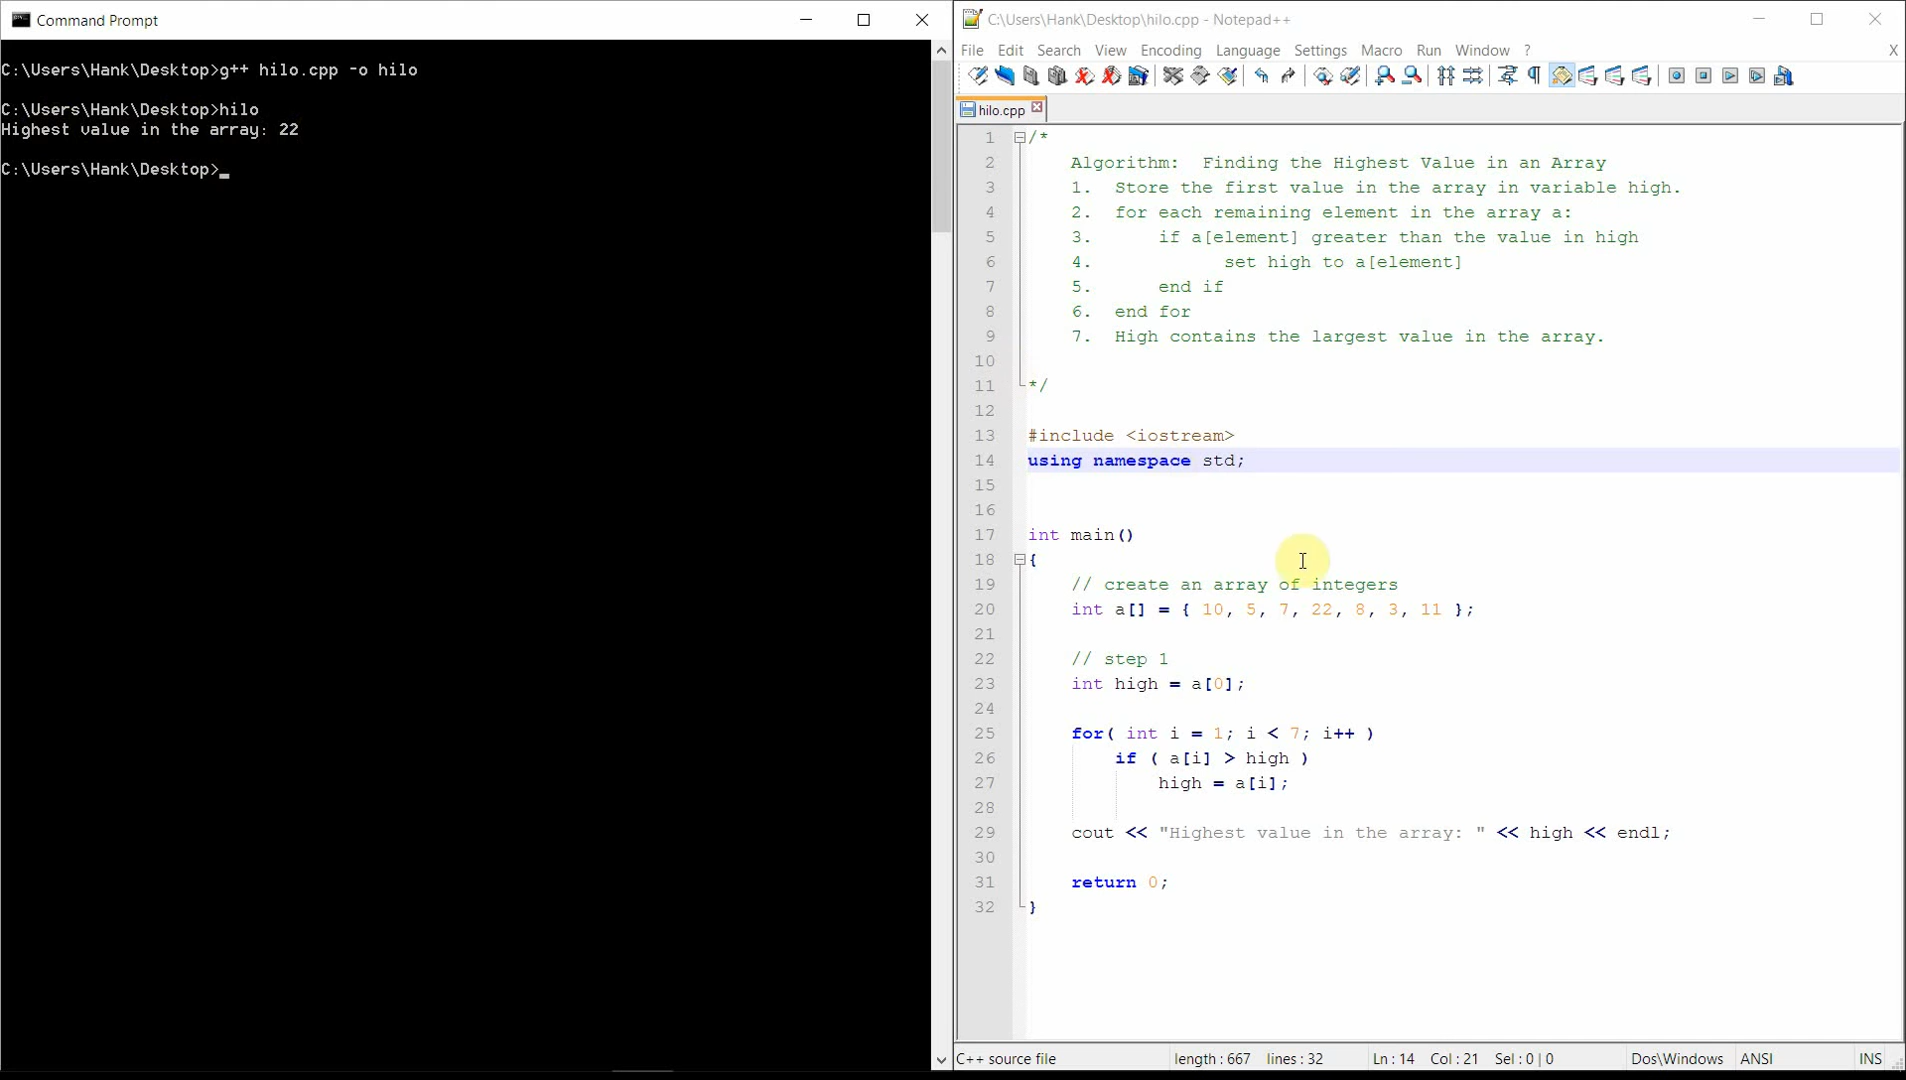 Command Prompt
C:\Users\Hank\Desktop>g++ hilo.cpp -o hilo
C:\Users\Hank\Desktop>hilo
Highest value in the array: 22
C:\Users\Hank\Desktop>_
C:\Users\Hank\Desktop\hilo.cpp - Notepad++
File Edit Search View Encoding Language Settings Macro Run Window ? X
hilo.cpp
1 /*
2 Algorithm: Finding the Highest Value in an Array
3 1. Store the first value in the array in variable high.
4 2. for each remaining element in the array a:
5 3. if a[element] greater than the value in high
6 4. set high to a[element]
7 5. end if
8 6. end for
9 7. High contains the largest value in the array.
10
11 */
12
13 #include <iostream>
14 using namespace std;
15
16
17 int main()
18 {
19 // create an array of integers
20 int a[] = { 10, 5, 7, 22, 8, 3, 11 };
21
22 // step 1
23 int high = a[0];
24
25 for( int i = 1; i < 7; i++ )
26 if ( a[i] > high )
27 high = a[i];
28
29 cout << "Highest value in the array: " << high << endl;
30
31 return 0;
32 }
C++ source file length : 667 lines : 32 Ln : 14 Col : 21 Sel : 0 | 0 Dos\Windows ANSI INS